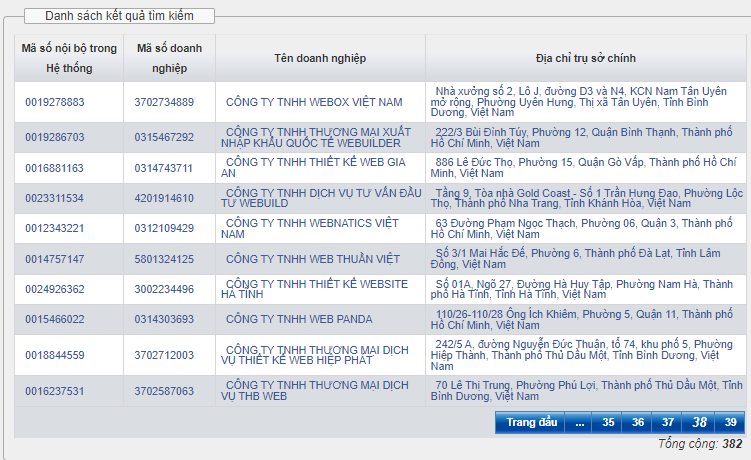 Danh sách kết quả tìm kiếm
Mã số nội bộ trong Hệ thống Mã số doanh nghiệp Tên doanh nghiệp Địa chỉ trụ sở chính
0019278883 3702734889 CÔNG TY TNHH WEBOX VIỆT NAM Nhà xưởng số 2, Lô J, đường D3 và N4, KCN Nam Tân Uyên
mở rộng, Phường Uyên Hưng, Thị xã Tân Uyên, Tỉnh Bình
Dương, Việt Nam
0019286703 0315467292 CÔNG TY TNHH THƯƠNG MẠI XUẤT
NHẬP KHẨU QUỐC TẾ WEBUILDER
222/3 Bùi Đình Túy, Phường 12, Quận Bình Thạnh, Thành phố
Hồ Chí Minh, Việt Nam
0016881163 0314743711 CÔNG TY TNHH THIẾT KẾ WEB GIA
AN
886 Lê Đức Thọ, Phường 15, Quận Gò Vấp, Thành phố Hồ Chí
Minh, Việt Nam
0023311534 4201914610 CÔNG TY TNHH DỊCH VỤ TƯ VẤN ĐẦU
TƯ WEBUILD
Tầng 9, Tòa nhà Gold Coast - Số 1 Trần Hưng Đạo, Phường Lộc
Thọ, Thành phố Nha Trang, Tỉnh Khánh Hòa, Việt Nam
0012343221 0312109429 CÔNG TY TNHH WEBNATICS VIỆT
NAM
63 Đường Phạm Ngọc Thạch, Phường 06, Quận 3, Thành phố
Hồ Chí Minh, Việt Nam
0014757147 5801324125 CÔNG TY TNHH WEB THUẦN VIỆT Số 3/1 Mai Hắc Đế, Phường 6, Thành phố Đà Lạt, Tỉnh Lâm
Đồng, Việt Nam
0024926362 3002234496 CÔNG TY TNHH THIẾT KẾ WEBSITE
HÀ TĨNH
Số 01A, Ngõ 27, Đường Hà Huy Tập, Phường Nam Hà, Thành
phố Hà Tĩnh, Tỉnh Hà Tĩnh, Việt Nam
0015466022 0314303693 CÔNG TY TNHH WEB PANDA 110/26-110/28 Ông Ích Khiêm, Phường 5, Quận 11, Thành phố
Hồ Chí Minh, Việt Nam
0018844559 3702712003 CÔNG TY TNHH THƯƠNG MẠI DỊCH
VỤ THIẾT KẾ WEB HIỆP PHÁT
242/5 A, đường Nguyễn Đức Thuận, tổ 74, khu phố 5, Phường
Hiệp Thành, Thành phố Thủ Dầu Một, Tỉnh Bình Dương, Việt
Nam
0016237531 3702587063 CÔNG TY TNHH THƯƠNG MẠI DỊCH
VỤ THB WEB
70 Lê Thị Trung, Phường Phú Lợi, Thành phố Thủ Dầu Một, Tỉnh
Bình Dương, Việt Nam
Trang đầu ... 35 36 37 38 39
Tổng cộng: 382